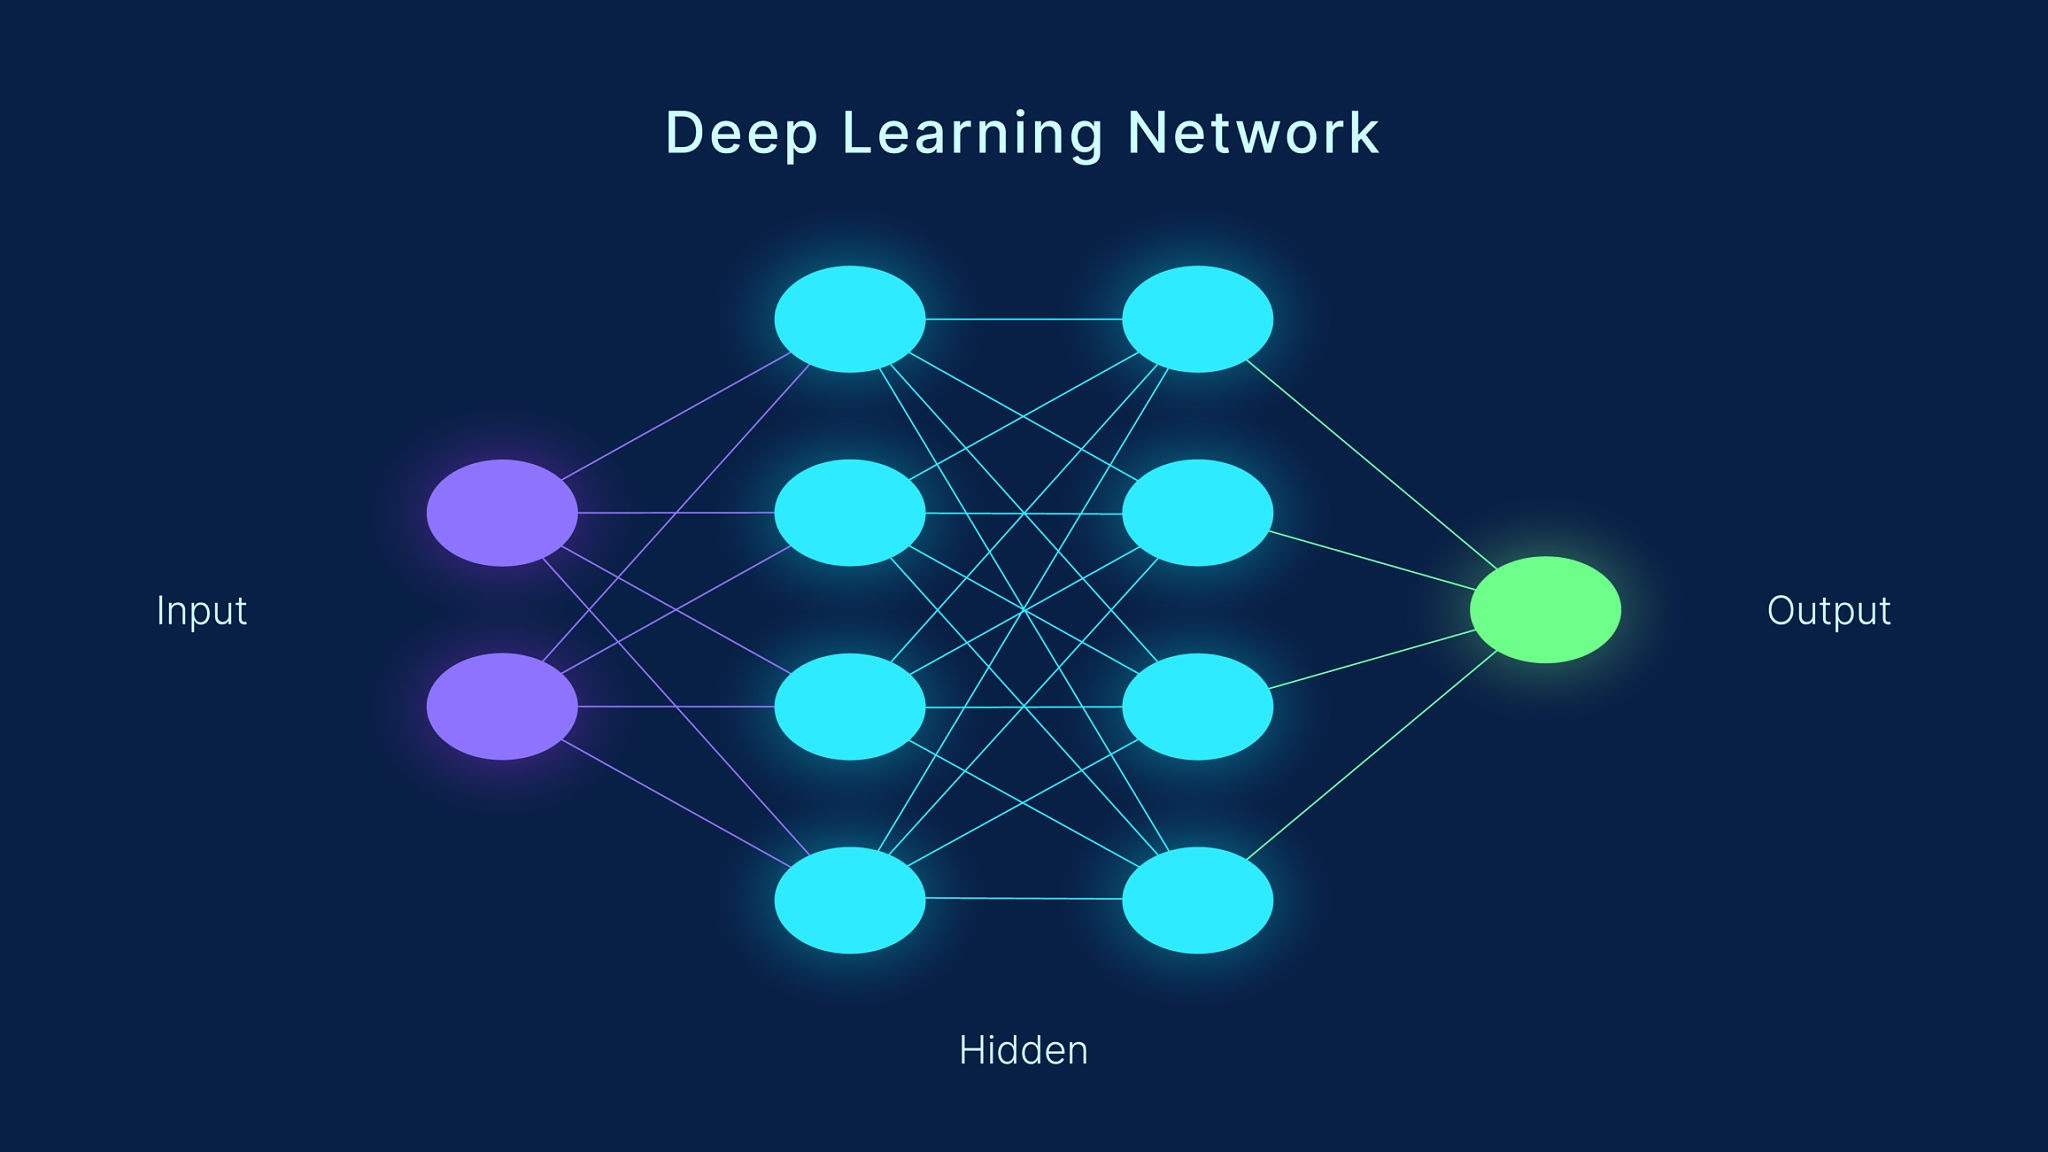 Deep Learning Network
Input
Output
Hidden